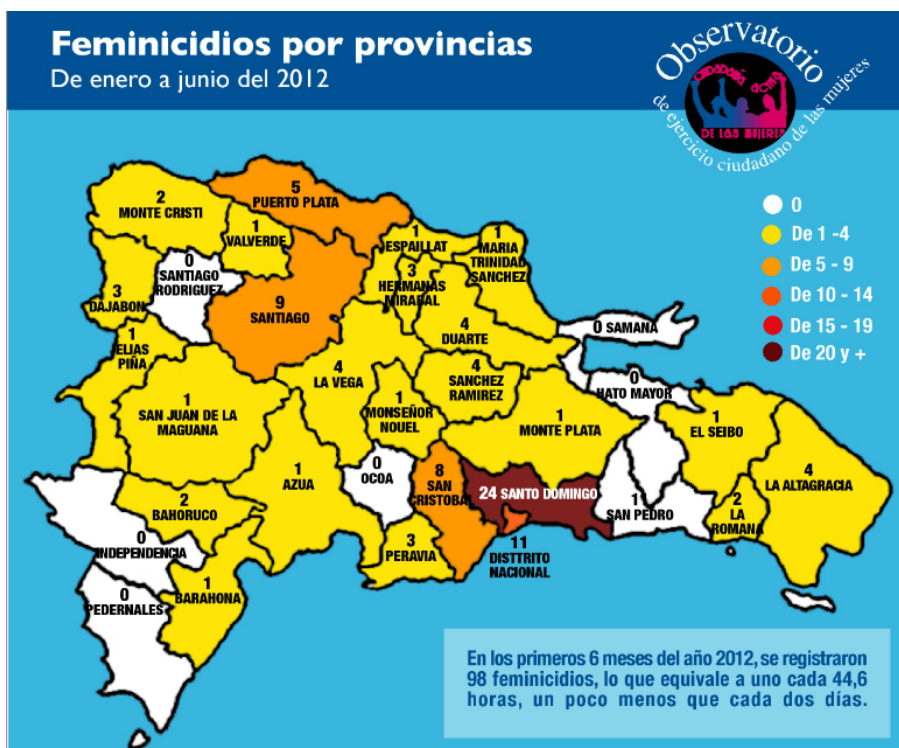 Feminicidios por provincias
De enero a junio del 2012
Observatorio
de ejercicio ciudadano de las mujeres
CIUDADANÍA ACTIVA
DE LAS MUJERES
0
De 1 -4
De 5 - 9
De 10 - 14
De 15 - 19
De 20 y +
5
PUERTO PLATA
2
MONTE CRISTI
1
VALVERDE
1
ESPAILLAT
1
MARIA
TRINIDAD
SANCHEZ
0
SANTIAGO
RODRIGUEZ
3
HERMANAS
MIRABAL
3
DAJABON
9
SANTIAGO
4
DUARTE
0 SAMANÁ
1
ELIAS
PIÑA
4
LA VEGA
4
SANCHEZ
RAMIREZ
0
HATO MAYOR
1
SAN JUAN DE LA
MAGUANA
1
MONSEÑOR
NOUEL
1
MONTE PLATA
1
EL SEIBO
1
AZUA
0
OCOA
8
SAN
CRISTOBAL
24 SANTO DOMINGO
4
LA ALTAGRACIA
2
BAHORUCO
1
SAN PEDRO
2
LA
ROMANA
0
INDEPENDENCIA
3
PERAVIA
11
DISTTRITO
NACIONAL
1
BARAHONA
0
PEDERNALES
En los primeros 6 meses del año 2012, se registraron
98 feminicidios, lo que equivale a uno cada 44,6
horas, un poco menos que cada dos días.